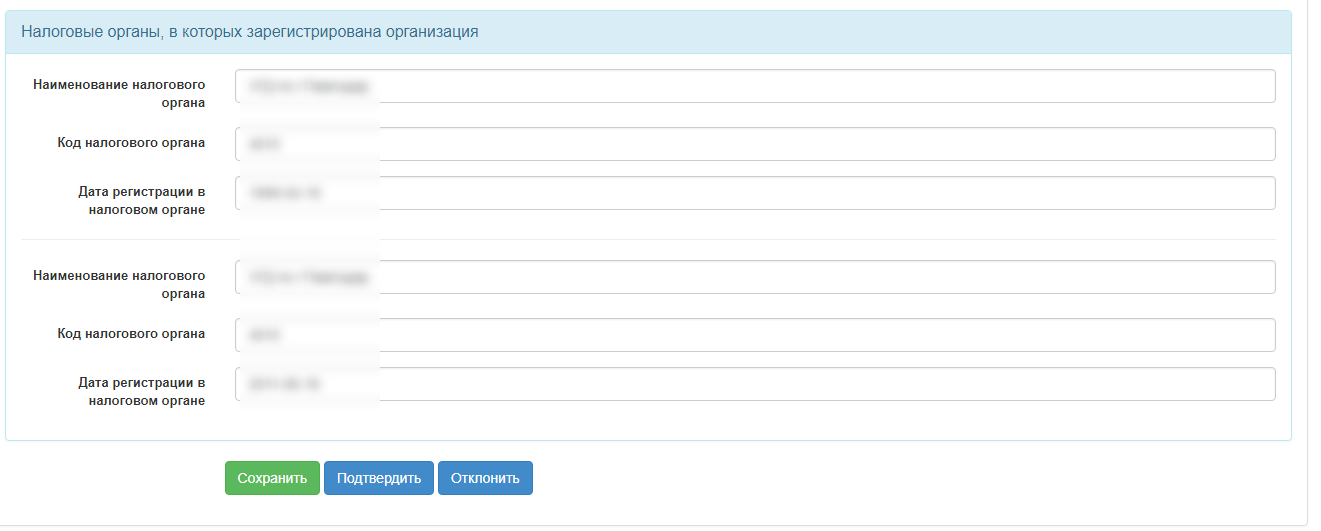 Налоговые органы, в которых зарегистрирована организация
Наименование налогового
органа
Код налогового органа
Дата регистрации в
налоговом органе
Наименование налогового
органа
Код налогового органа
Дата регистрации в
налоговом органе
Сохранить Подтвердить Отклонить